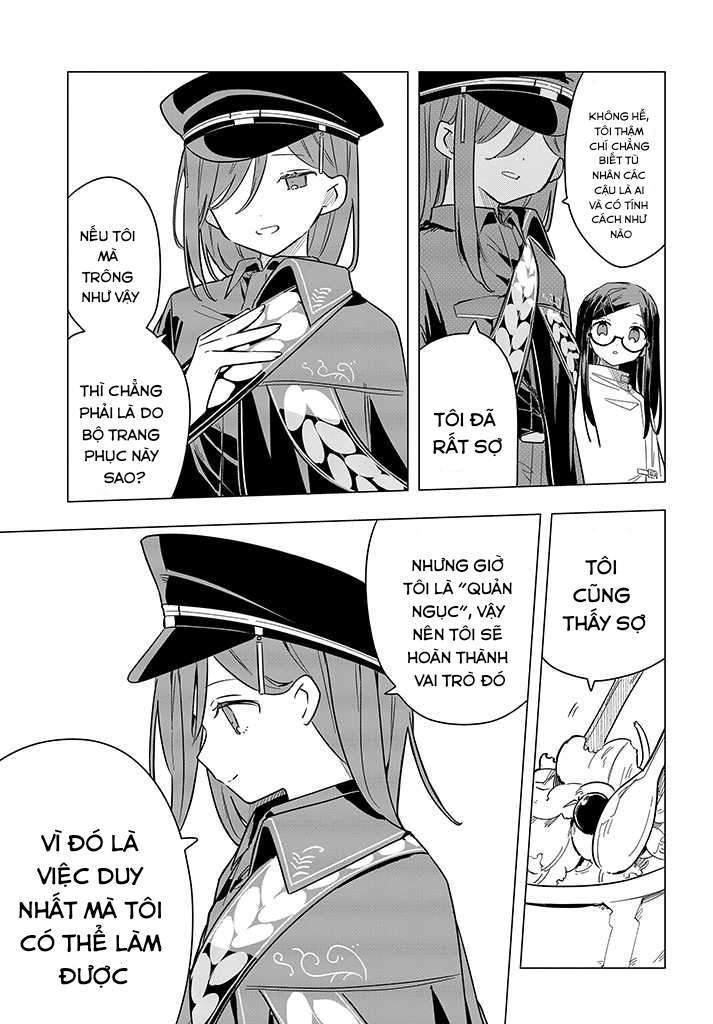 KHÔNG HỀ,
TÔI THẬM
CHÍ CHẲNG
BIẾT TÙ
NHÂN CÁC
CẬU LÀ AI
VÀ CÓ TÍNH
CÁCH NHƯ
NÀO
TÔI ĐÃ
RẤT SỢ
NẾU TÔI
MÀ
TRÔNG
NHƯ VẬY
THÌ CHẲNG
PHẢI LÀ DO
BỘ TRANG
PHỤC NÀY
SAO?
TÔI
CŨNG
THẤY SỢ
NHƯNG GIỜ
TÔI LÀ "QUẢN
NGỤC", VẬY
NÊN TÔI SẼ
HOÀN THÀNH
VAI TRÒ ĐÓ
VÌ ĐÓ LÀ
VIỆC DUY
NHẤT MÀ TÔI
CÓ THỂ LÀM
ĐƯỢC